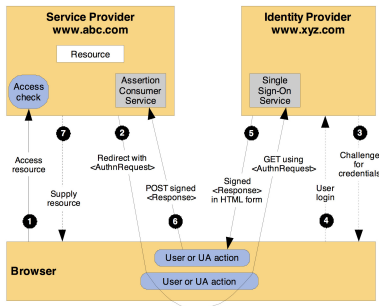 Service Provider
www.abc.com
Identity Provider
www.xyz.com
Resource
Access
check
Assertion
Consumer
Service
Single
Sign-On
Service
7
2
5
3
Access
resource
Redirect with
<AuthnRequest>
GET using
<AuthnRequest>
Challenge
for
credentials
Supply
resource
POST signed
<Response>
Signed
<Response>
in HTML form
User
login
1
6
4
Browser
User or UA action
User or UA action